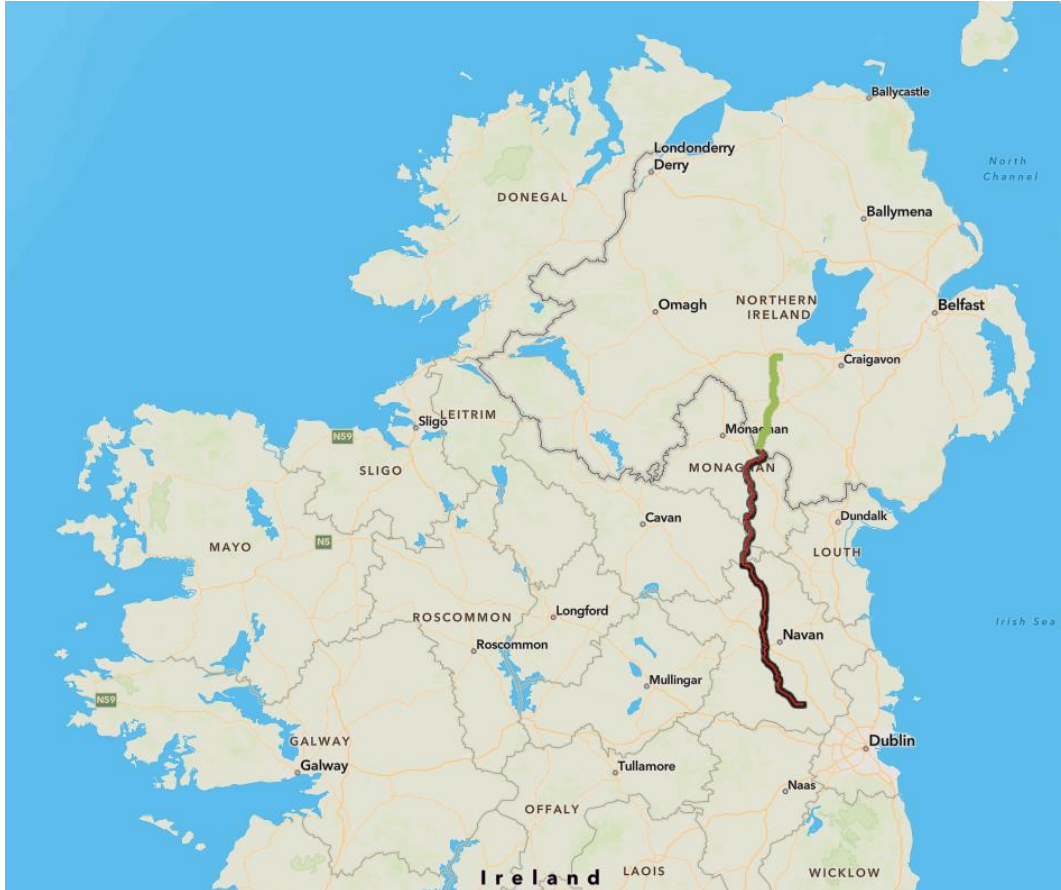 Ballycastle
Londonderry
Derry
North
Channel
DONEGAL
Ballymena
Omagh
NORTHERN
IRELAND
Belfast
Craigavon
LEITRIM
Sligo
Monaghan
N59
SLIGO
MONAGHAN
Dundalk
Cavan
MAYO
N5
LOUTH
Longford
ROSCOMMON
Irish Sea
Navan
Roscommon
Mullingar
N59
GALWAY
Dublin
Galway
Tullamore
Naas
OFFALY
Ireland
LAOIS
WICKLOW